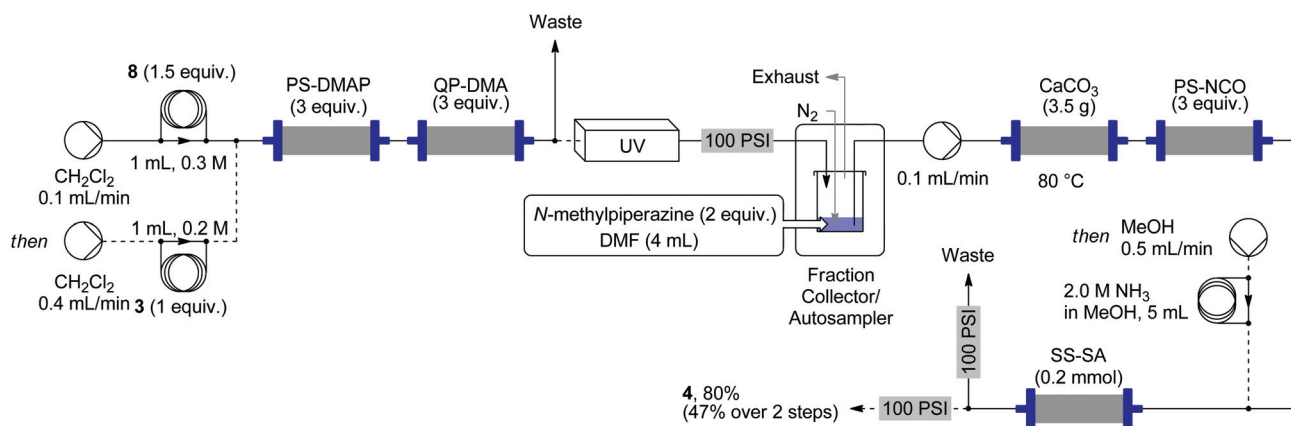 Waste
8 (1.5 equiv.)
CH2Cl2
0.1 mL/min
1 mL, 0.3 M
then
1 mL, 0.2 M
CH2Cl2
0.4 mL/min
3 (1 equiv.)
PS-DMAP
(3 equiv.)
QP-DMA
(3 equiv.)
UV
100 PSI
Exhaust
N2
N-methylpiperazine (2 equiv.)
DMF (4 mL)
Fraction
Collector/
Autosampler
0.1 mL/min
CaCO3
(3.5 g)
80 °C
PS-NCO
(3 equiv.)
then MeOH
0.5 mL/min
2.0 M NH3
in MeOH, 5 mL
SS-SA
(0.2 mmol)
Waste
100 PSI
100 PSI
4, 80%
(47% over 2 steps)